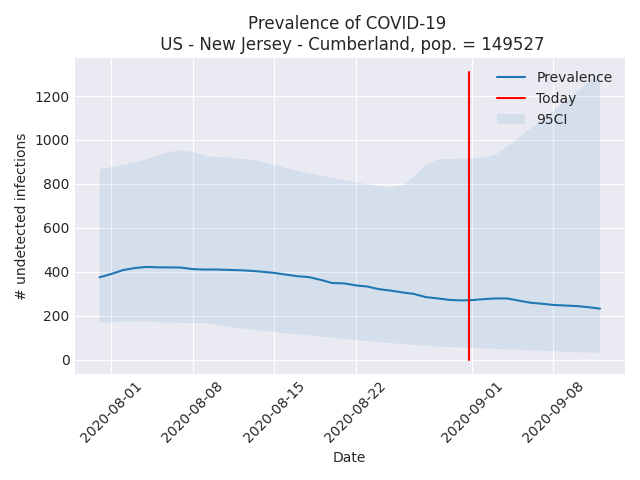 Prevalence of COVID-19
US - New Jersey - Cumberland, pop. = 149527
Prevalence
Today
95CI
# undetected infections
1200
1000
800
600
400
200
0
2020-08-01
2020-08-08
2020-08-15
2020-08-22
2020-09-01
2020-09-08
Date